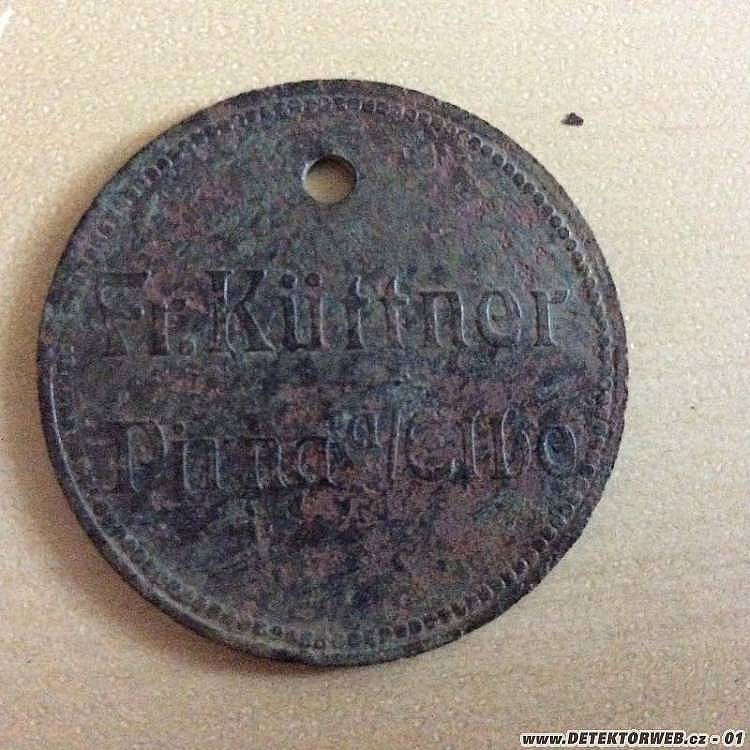 Fr. Küttner
Pirna a/Elbe
www.DETEKTORWEB.cz - 01